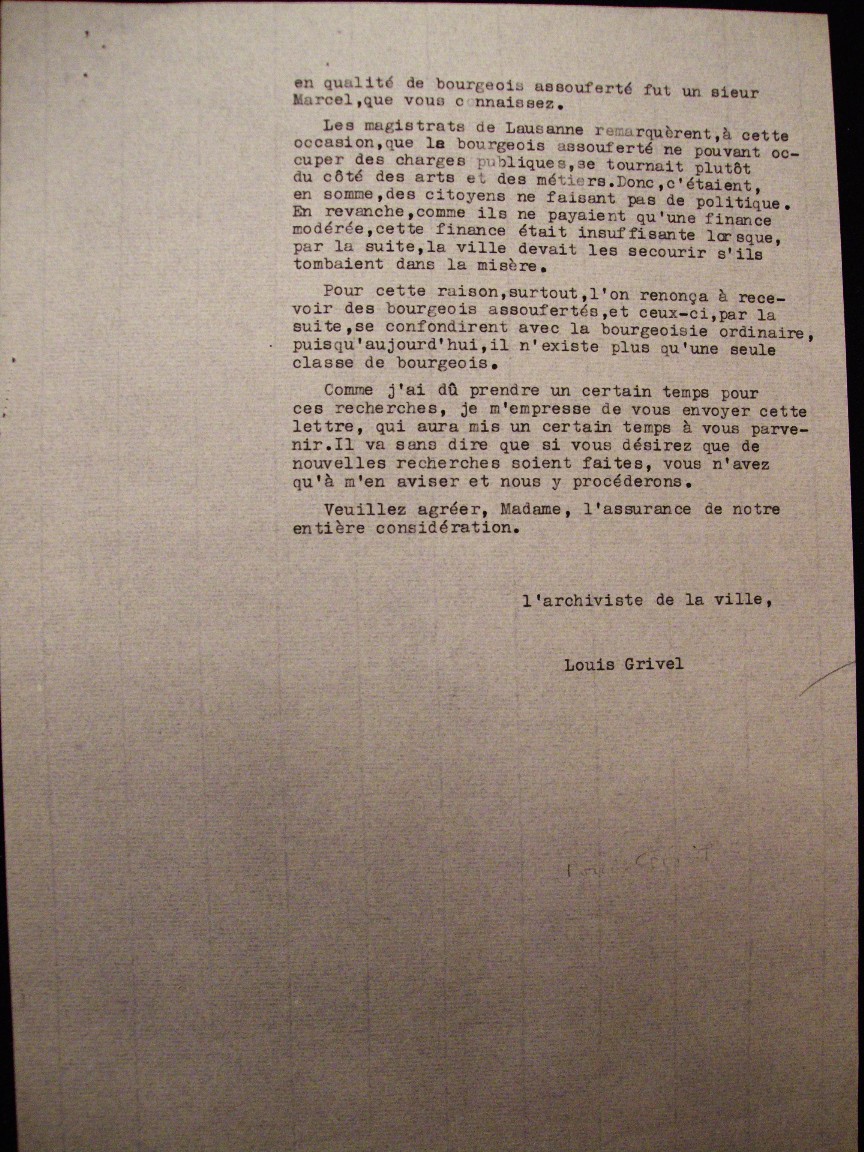 en qualité de bourgeois assouferté fut un sieur
Marcel,que vous connaissez.
Les magistrats de Lausanne remarquèrent,à cette
occasion,que le bourgeois assouferté ne pouvant oc-
cuper des charges publiques,se tournait plutôt
du côté des arts et des métiers.Donc,c'étaient,
en somme,des citoyens ne faisant pas de politique.
En revanche,comme ils ne payaient qu'une finance
modérée,cette finance était insuffisante lorsque,
par la suite,la ville devait les secourir s'ils
tombaient dans la misère.
Pour cette raison,surtout,l'on renonça à rece-
voir des bourgeois assoufertés,et ceux-ci,par la
suite,se confondirent avec la bourgeoisie ordinaire,
puisqu'aujourd'hui,il n'existe plus qu'une seule
classe de bourgeois.
Comme j'ai dû prendre un certain temps pour
ces recherches, je m'empresse de vous envoyer cette
lettre, qui aura mis un certain temps à vous parve-
nir.Il va sans dire que si vous désirez que de
nouvelles recherches soient faites, vous n'avez
qu'à m'en aviser et nous y procéderons.
Veuillez agréer, Madame, l'assurance de notre
entière considération.
l'archiviste de la ville,
Louis Grivel